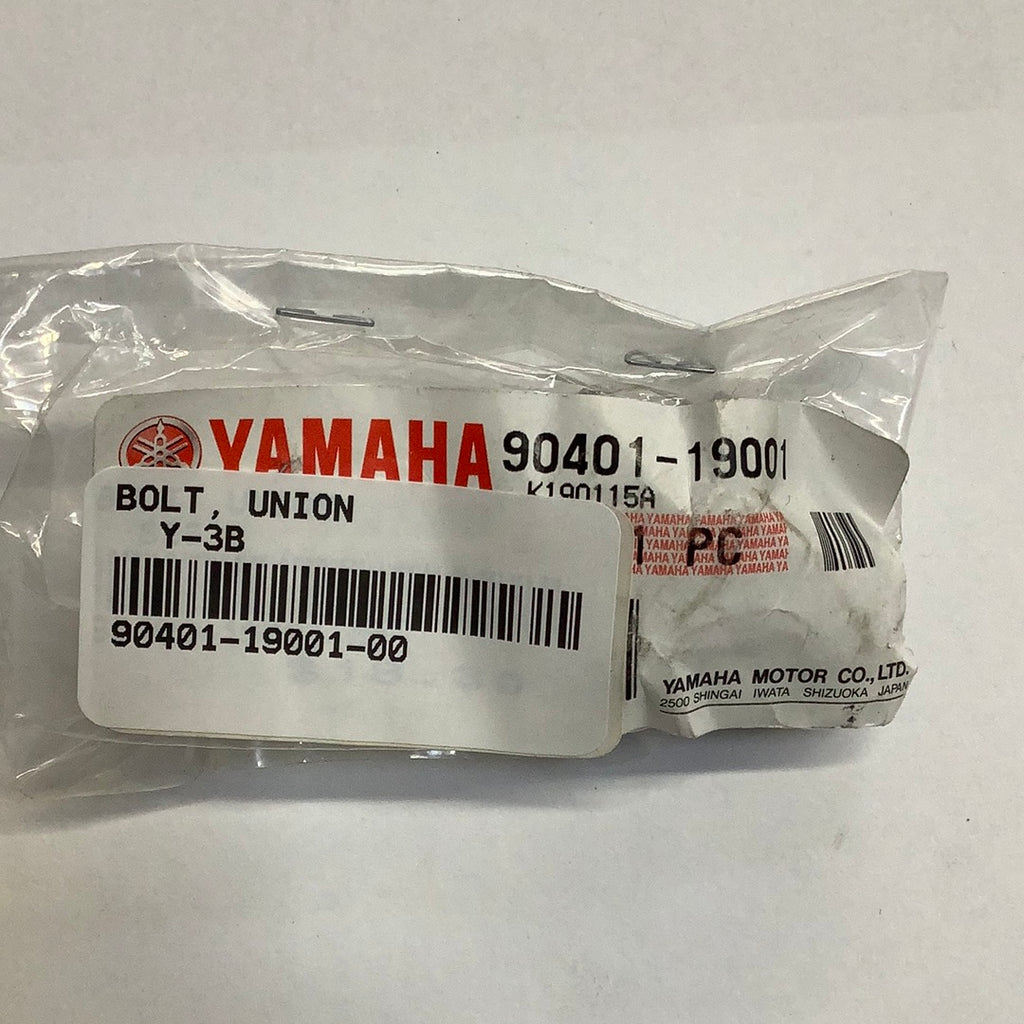 YAMAHA 90401-19001
K190115A
1 PC
BOLT, UNION
Y-3B
90401-19001-00
YAMAHA MOTOR CO., LTD.
2500 SHINGAI IWATA SHIZUOKA JAPAN